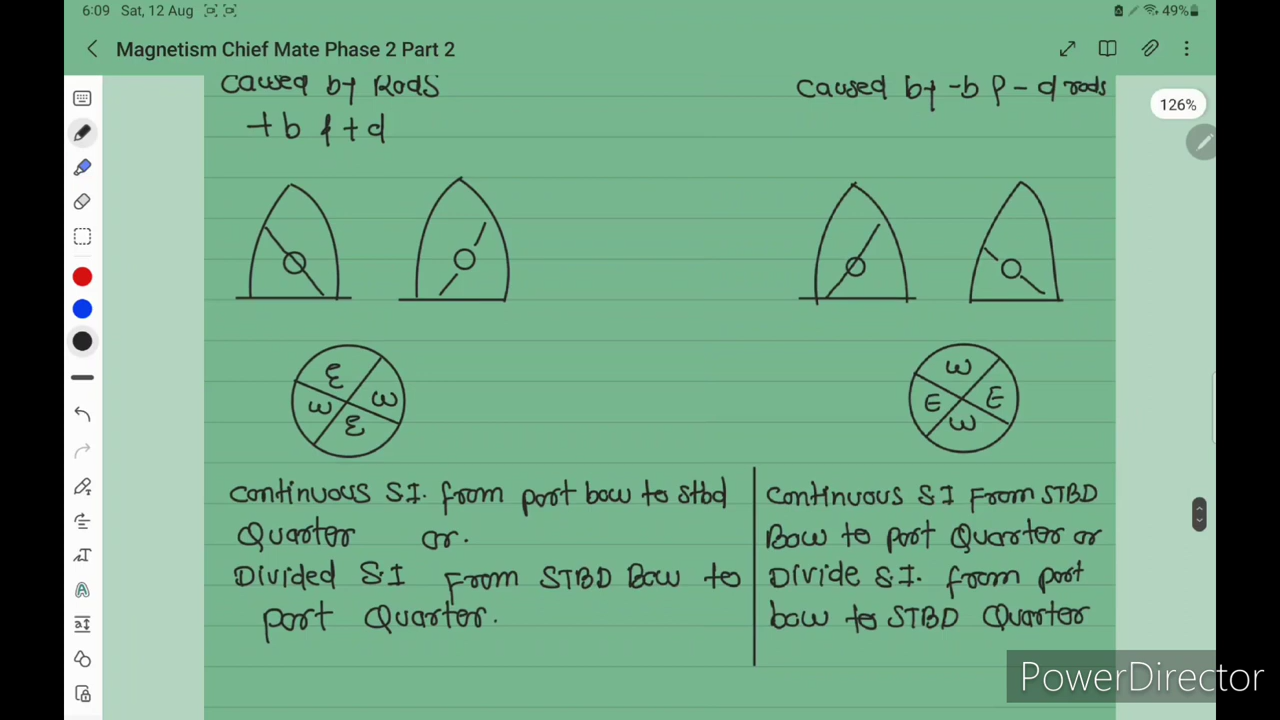 6:09 Sat, 12 Aug
49%
Magnetism Chief Mate Phase 2 Part 2
126%
Caused by Rods
+b & +d
Caused by -b & -d rods
E
W
W
E
W
E
E
W
Continuous S.I. from port bow to stbd
Quarter or.
Divided S.I From STBD Bow to
port Quarter.
Continuous S.I From STBD
Bow to port Quarter or
Divide S.I. from port
bow to STBD Quarter
PowerDirector